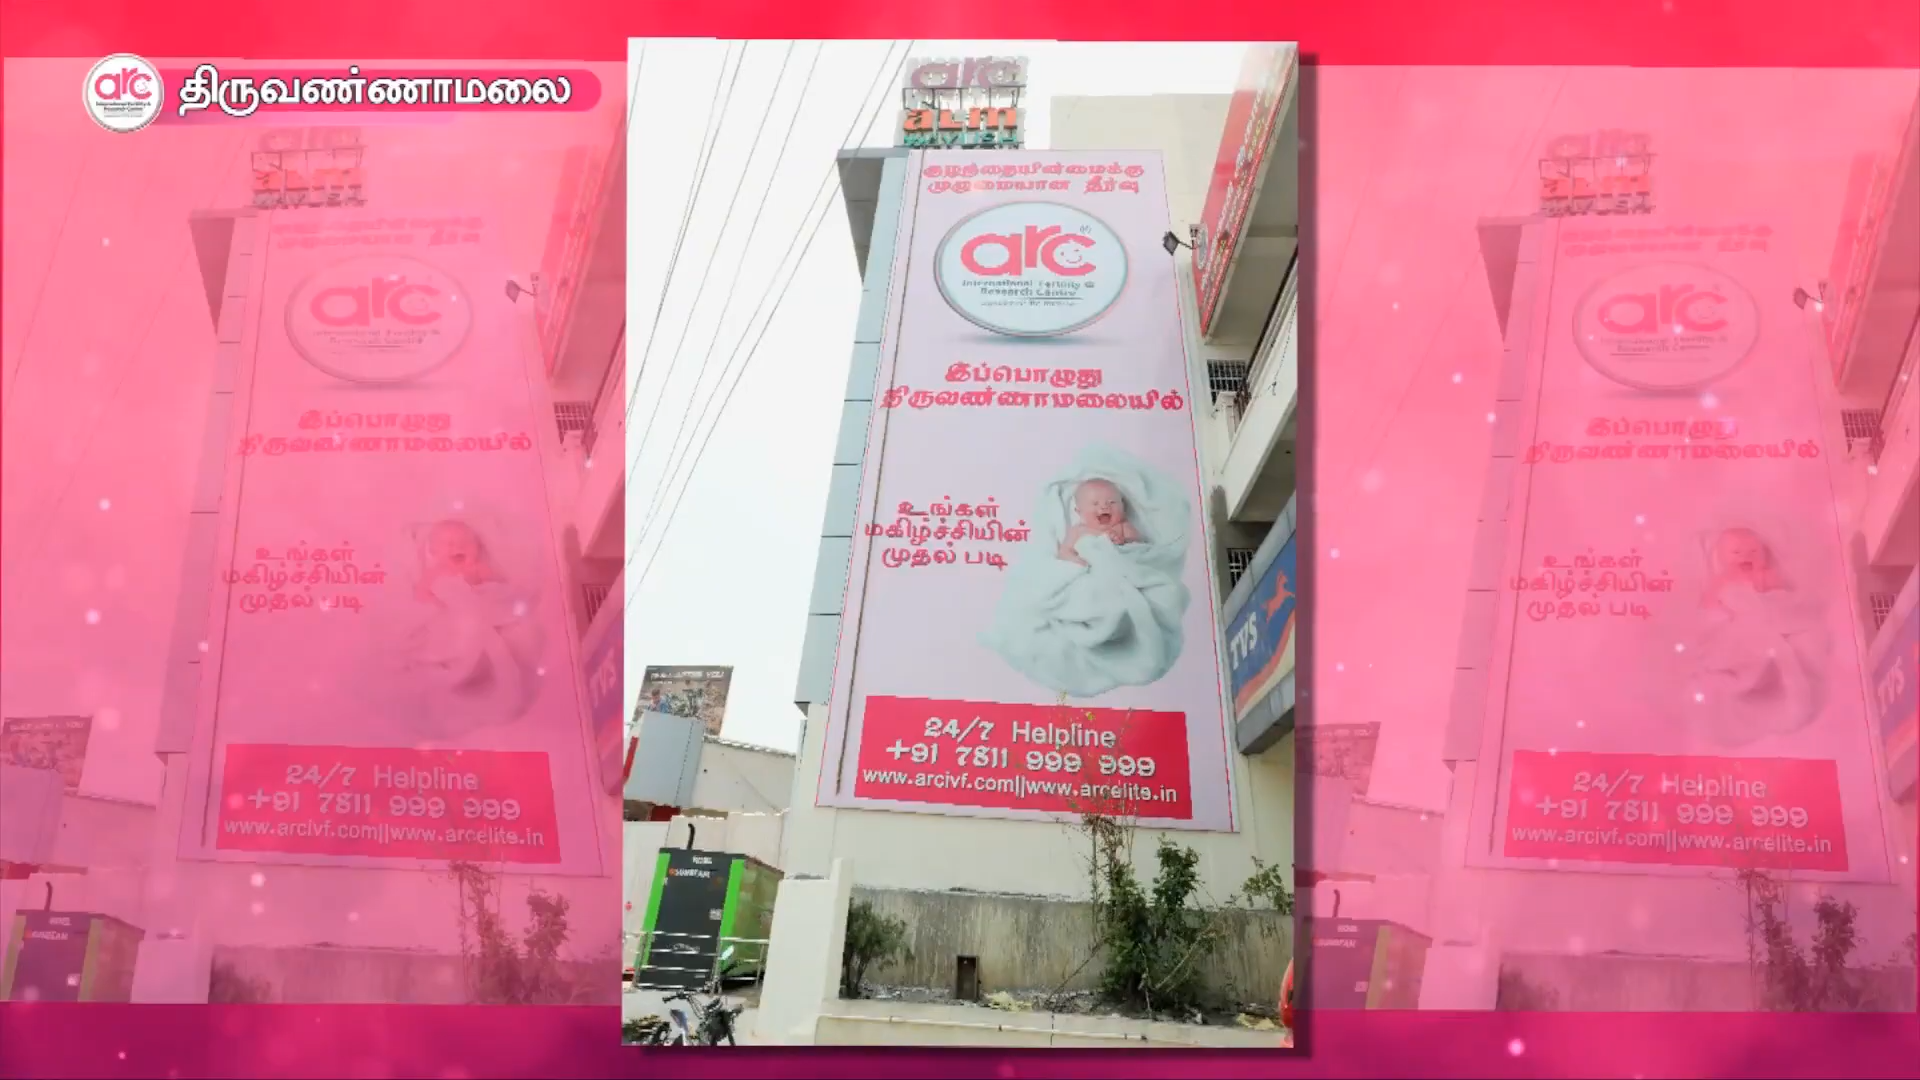 arc
திருவண்ணாமலை
arc
குழந்தையின்மைக்கு
முழுமையான தீர்வு
arc
International Fertility &
Research Centre
இப்பொழுது
திருவண்ணாமலையில்
உங்கள்
மகிழ்ச்சியின்
முதல் படி
TVS
24/7 Helpline
+91 7811 999 999
www.arcivf.com||www.arcelite.in